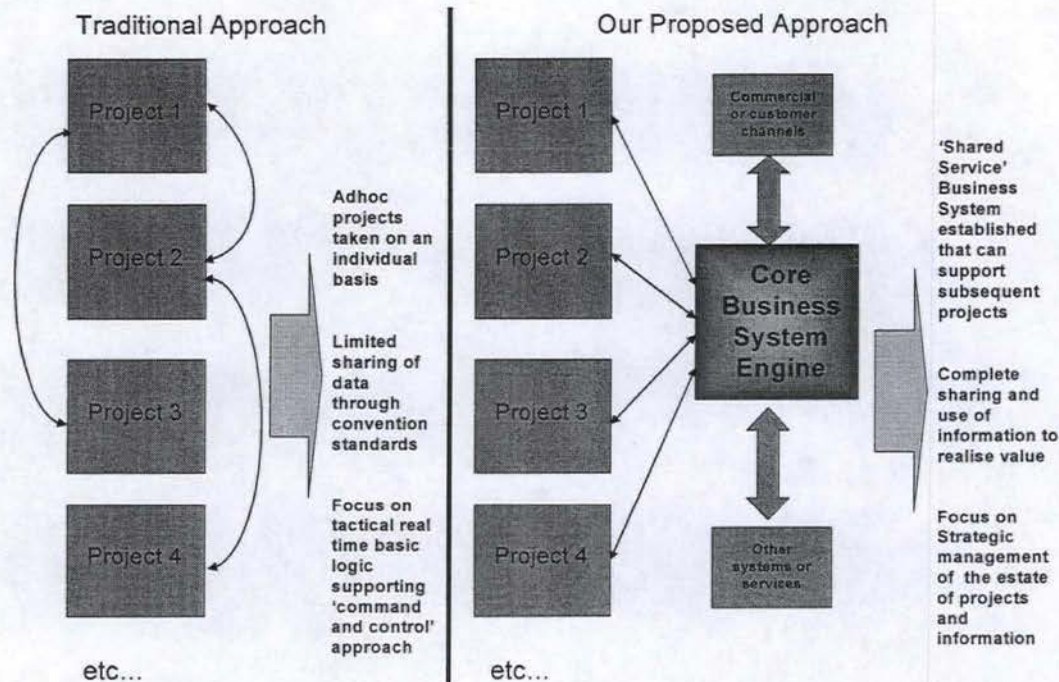 Traditional Approach
Project 1
Project 2
Project 3
Project 4
etc...
Adhoc
projects
taken on an
individual
basis
Limited
sharing of
data
through
convention
standards
Focus on
tactical real
time basic
logic
supporting
‘command
and control’
approach
Our Proposed Approach
Project 1
Project 2
Project 3
Project 4
etc...
Commercial
or customer
channels
Core
Business
System
Engine
Other
systems or
services
‘Shared
Service’
Business
System
established
that can
support
subsequent
projects
Complete
sharing and
use of
information to
realise value
Focus on
Strategic
management
of the estate
of projects
and
information